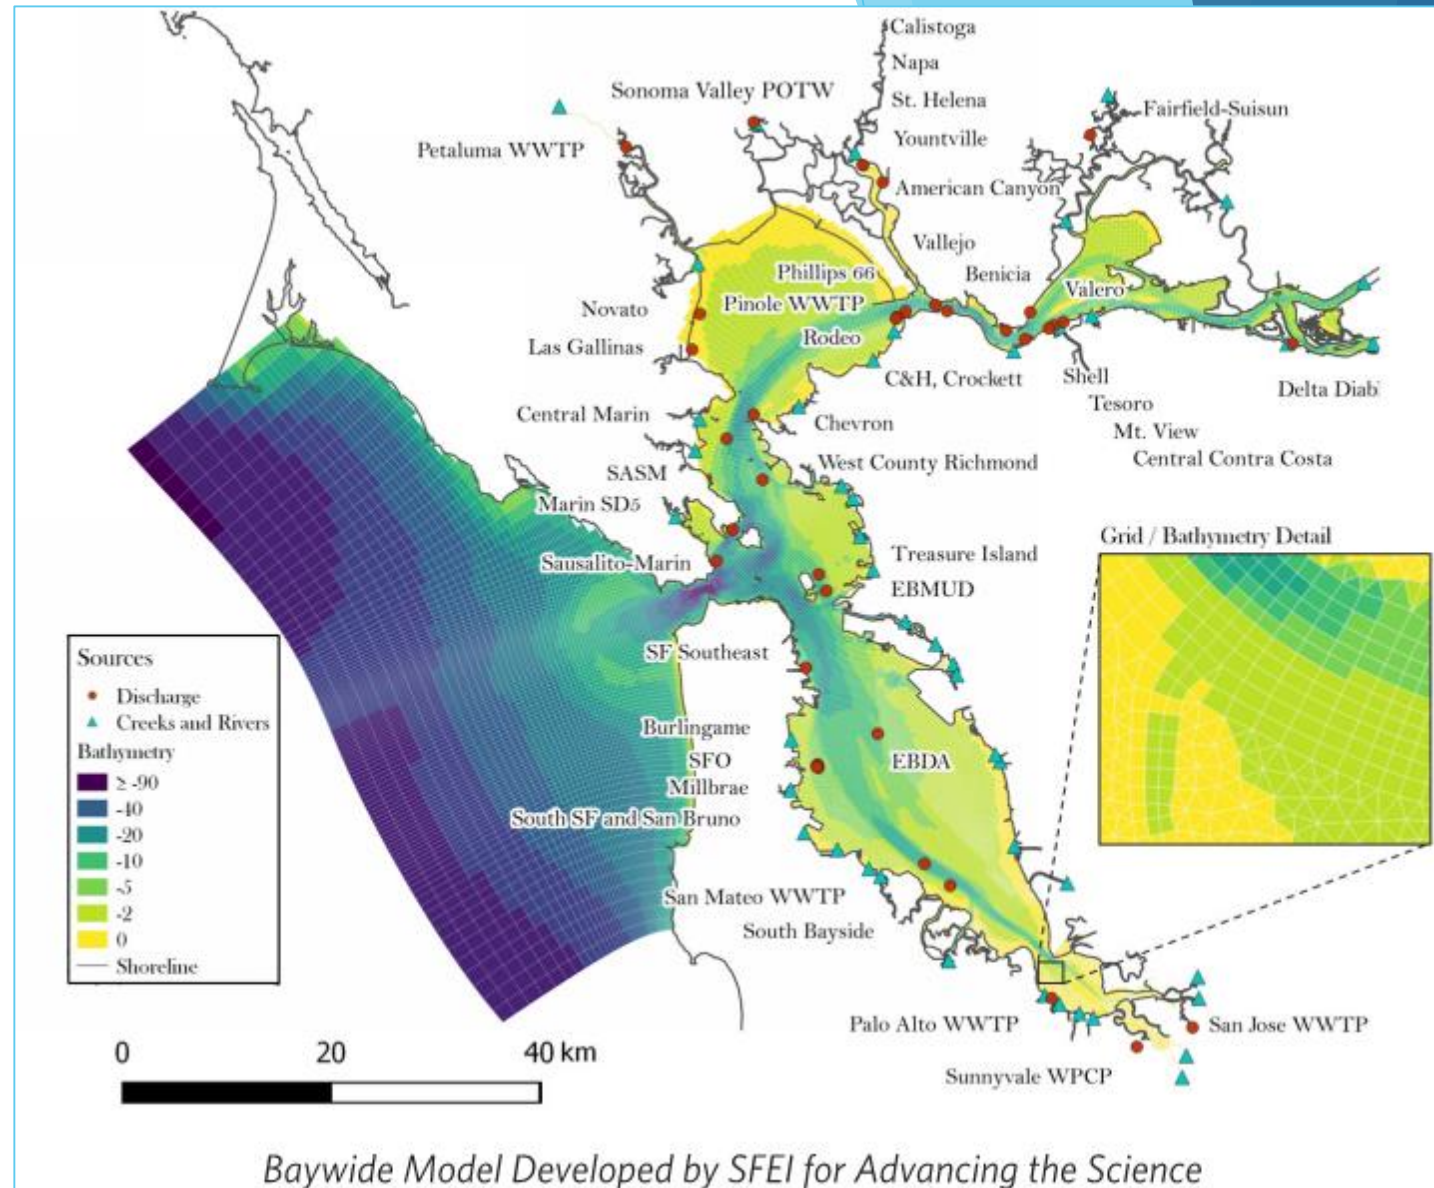 Calistoga
Napa
St. Helena
Yountville
American Canyon
Sonoma Valley POTW
Petaluma WWTP
Fairfield-Suisun
Vallejo
Benicia
Valero
Phillips 66
Pinole WWTP
Rodeo
Novato
Las Gallinas
C&H, Crockett
Shell
Tesoro
Mt. View
Central Contra Costa
Delta Diab
Central Marin
Chevron
SASM
West County Richmond
Marin SD5
Sausalito-Marin
Treasure Island
EBMUD
Grid / Bathymetry Detail
SF Southeast
Burlingame
SFO
Millbrae
South SF and San Bruno
EBDA
San Mateo WWTP
South Bayside
Palo Alto WWTP
San Jose WWTP
Sunnyvale WPCP
Sources
Discharge
Creeks and Rivers
Bathymetry
≥ -90
-40
-20
-10
-5
-2
0
Shoreline
0 20 40 km
Baywide Model Developed by SFEI for Advancing the Science